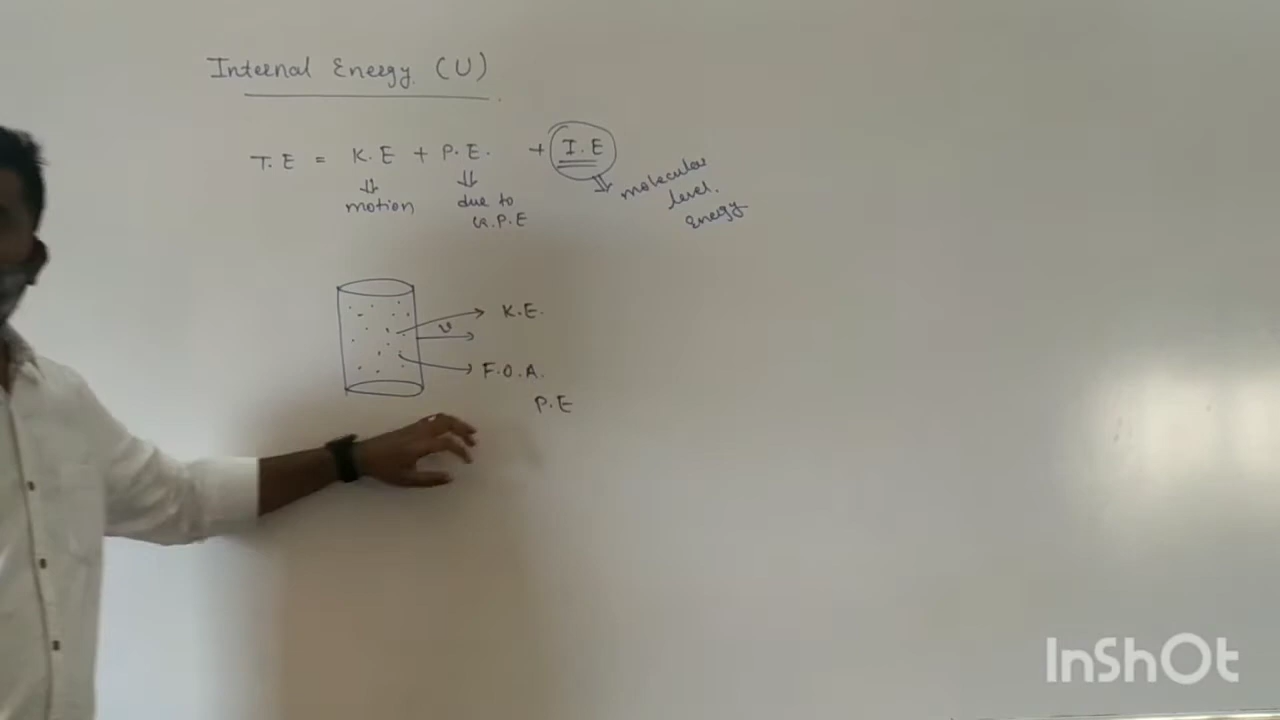 Internal Energy (U)
T.E = K.E + P.E. + I.E
motion
due to
G.P.E
molecular
level.
Energy
K.E.
v
F.O.A.
P.E
InShOt